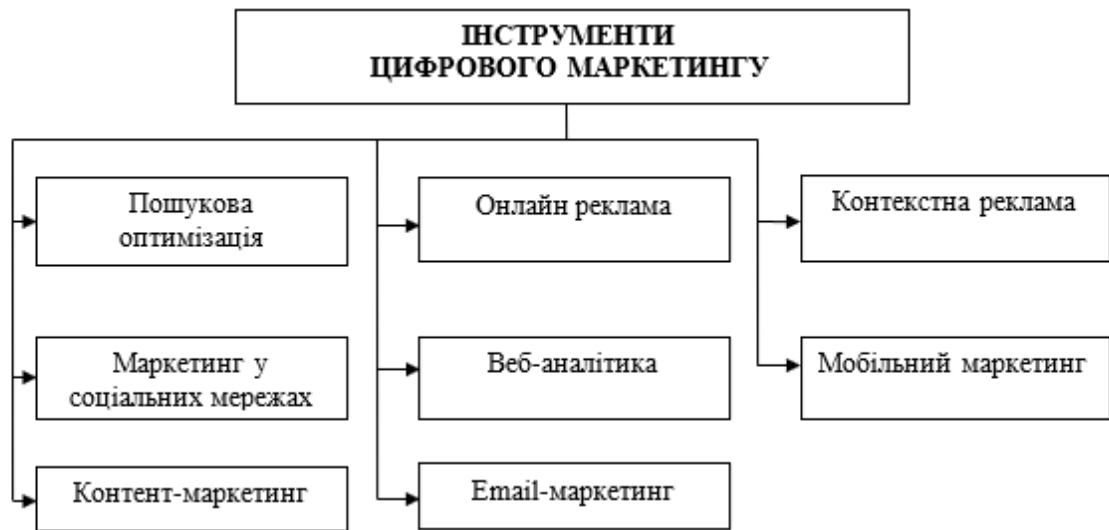 ІНСТРУМЕНТИ
ЦИФРОВОГО МАРКЕТИНГУ
Пошукова
оптимізація
Онлайн реклама
Контекстна реклама
Маркетинг у
соціальних мережах
Веб-аналітика
Мобільний маркетинг
Контент-маркетинг
Email-маркетинг